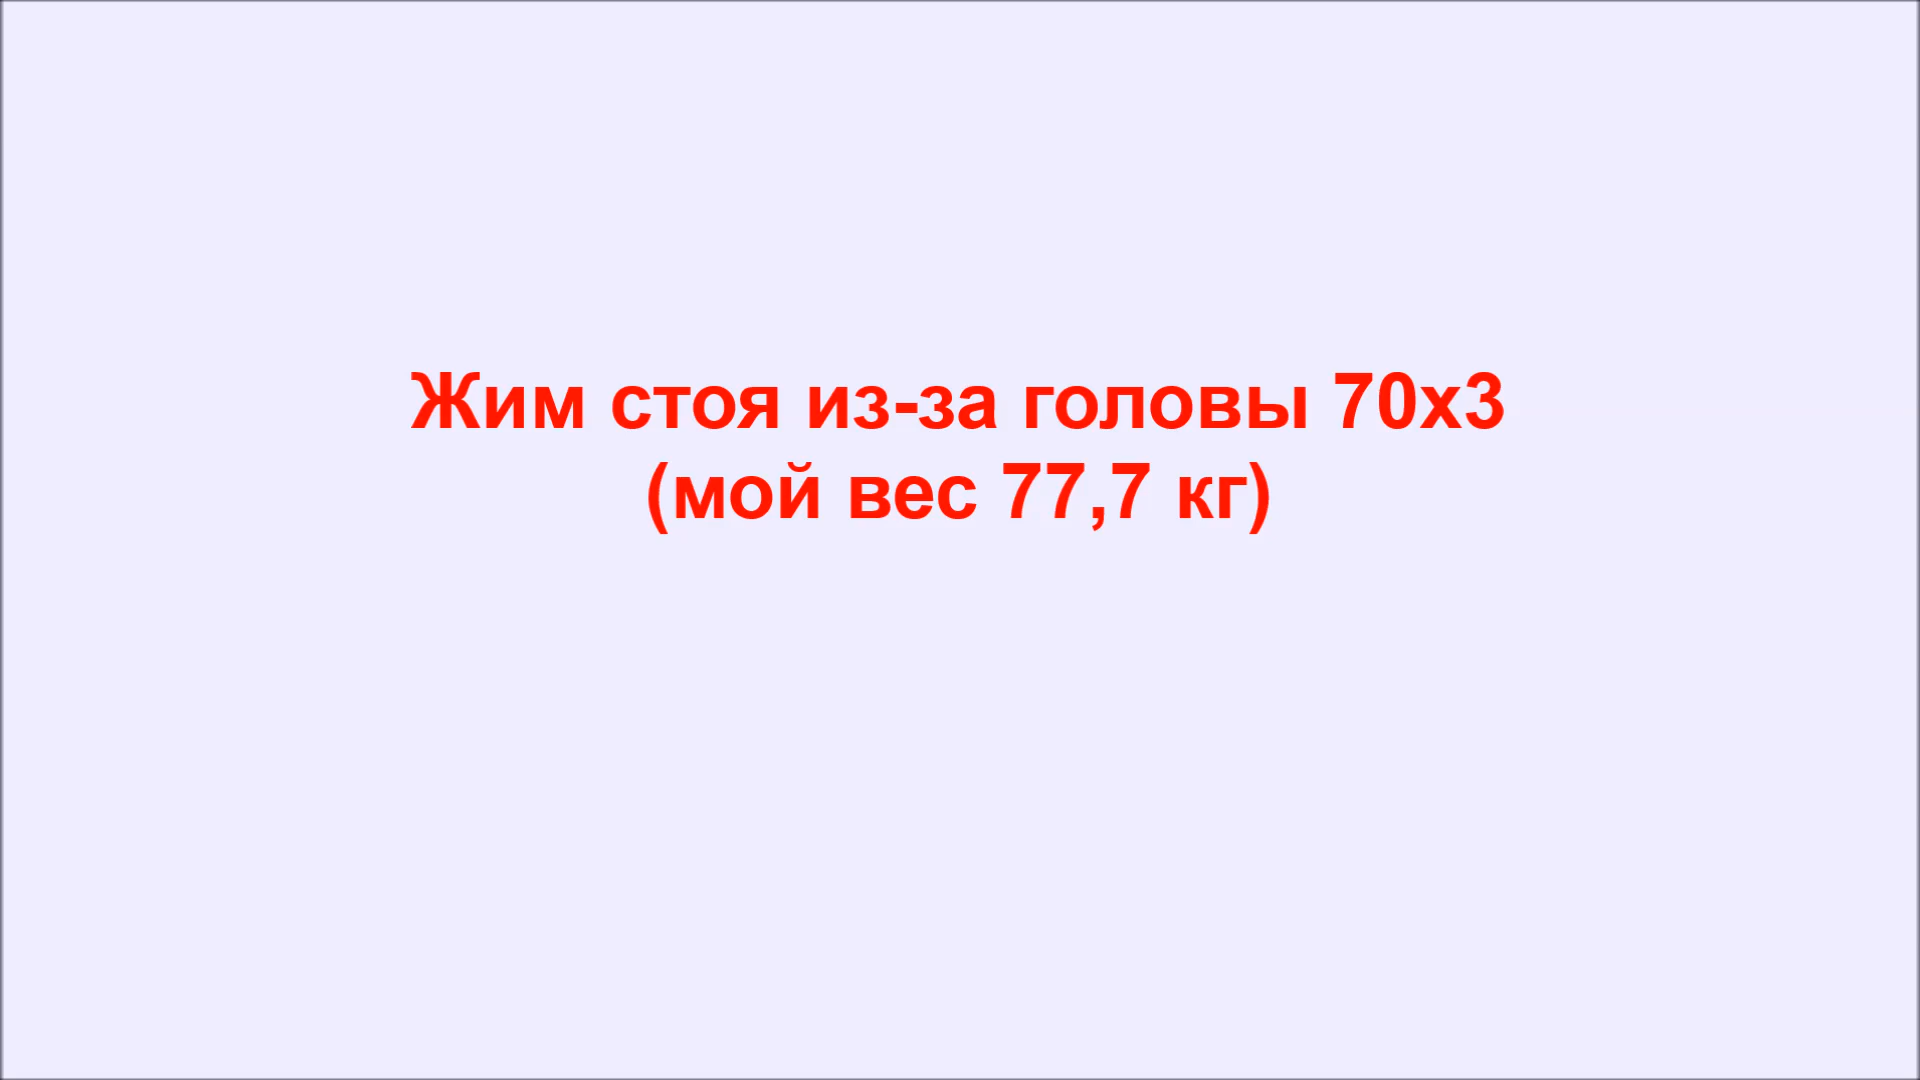 Жим стоя из-за головы 70х3
(мой вес 77,7 кг)